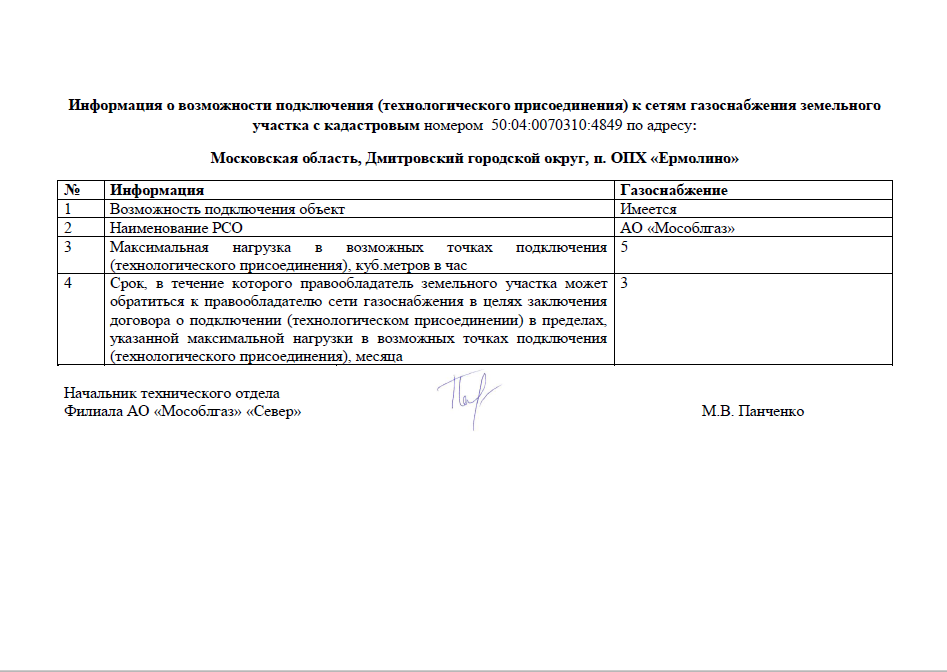 Информация о возможности подключения (технологического присоединения) к сетям газоснабжения земельного
участка с кадастровым номером 50:04:0070310:4849 по адресу:
Московская область, Дмитровский городской округ, п. ОПХ «Ермолино»
№ Информация Газоснабжение
1 Возможность подключения объект Имеется
2 Наименование РСО АО «Мособлгаз»
3 Максимальная нагрузка в возможных точках подключения 5
(технологического присоединения), куб.метров в час
4 Срок, в течение которого правообладатель земельного участка может 3
обратиться к правообладателю сети газоснабжения в целях заключения
договора о подключении (технологическом присоединении) в пределах,
указанной максимальной нагрузки в возможных точках подключения
(технологического присоединения), месяца
Начальник технического отдела
Филиала АО «Мособлгаз» «Север» М.В. Панченко